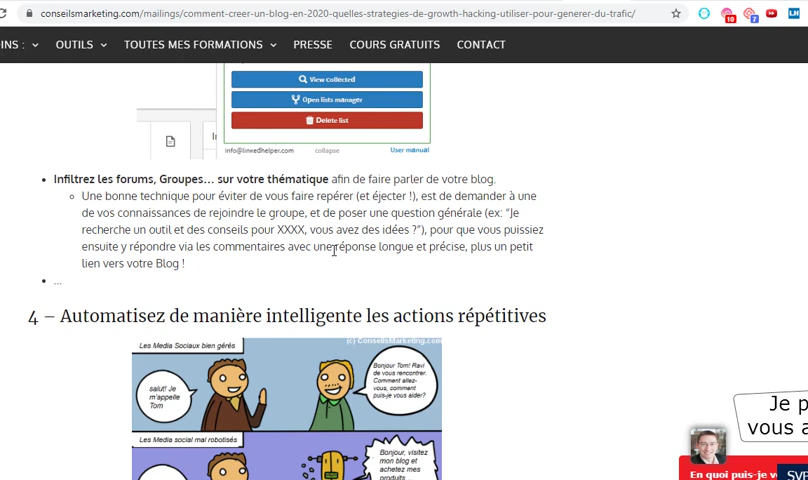 conseilsmarketing.com/mailings/comment-creer-un-blog-en-2020-quelles-strategies-de-growth-hacking-utiliser-pour-generer-du-trafic/
10
7
LH
INS : OUTILS TOUTES MES FORMATIONS PRESSE COURS GRATUITS CONTACT
View collected
Open lists manager
Delete list
info@linkedhelper.com collapse User manual
Infiltrez les forums, Groupes… sur votre thématique afin de faire parler de votre blog.
Une bonne technique pour éviter de vous faire repérer (et éjecter !), est de demander à une
de vos connaissances de rejoindre le groupe, et de poser une question générale (ex: “Je
recherche un outil et des conseils pour XXXX, vous avez des idées ?”), pour que vous puissiez
ensuite y répondre via les commentaires avec une réponse longue et précise, plus un petit
lien vers votre Blog !
…
4 – Automatisez de manière intelligente les actions répétitives
(c) ConseilsMarketing.com
Les Media Sociaux bien gérés
salut! Je
m'appelle
Tom
Bonjour Tom! Ravi
de vous rencontrer.
Comment allez-
vous, comment
puis-je vous aider?
Les Media social mal robotisés
Bonjour, visitez
mon blog et
achetez mes
produits
Je p
vous a
En quoi puis-je v
SVP